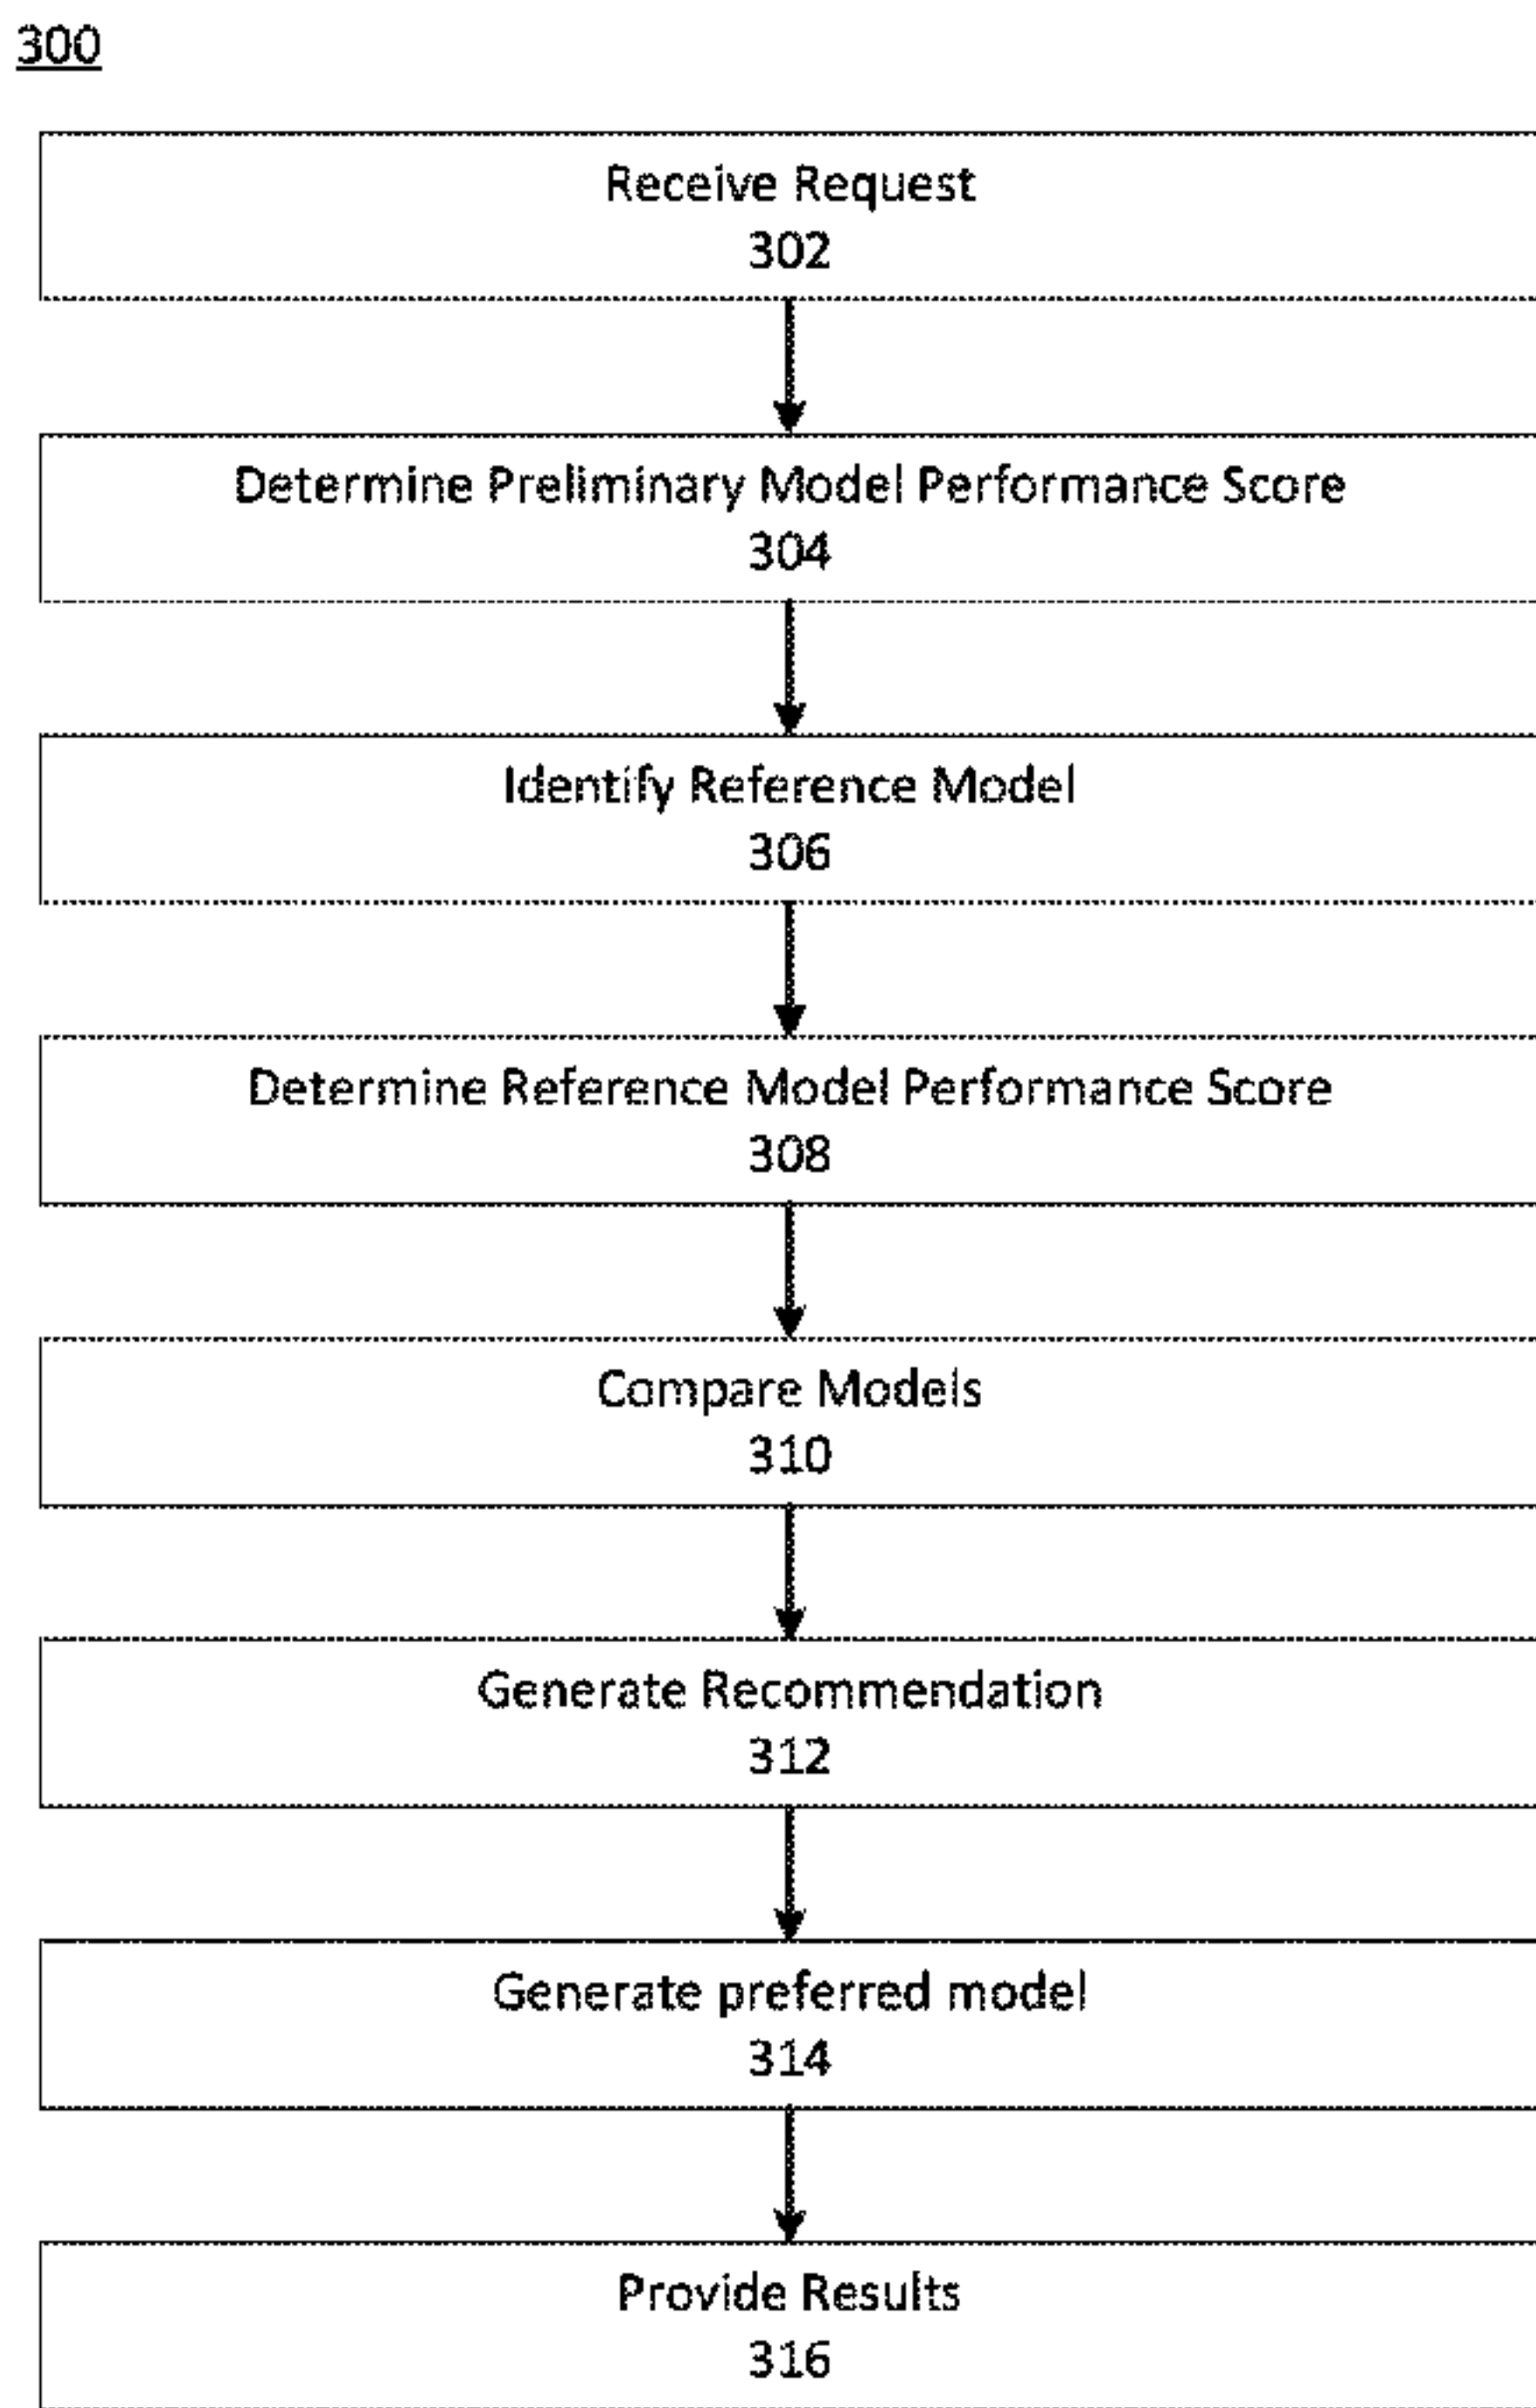 300
Receive Request
302
Determine Preliminary Model Performance Score
304
Identify Reference Model
306
Determine Reference Model Performance Score
308
Compare Models
310
Generate Recommendation
312
Generate preferred model
314
Provide Results
316